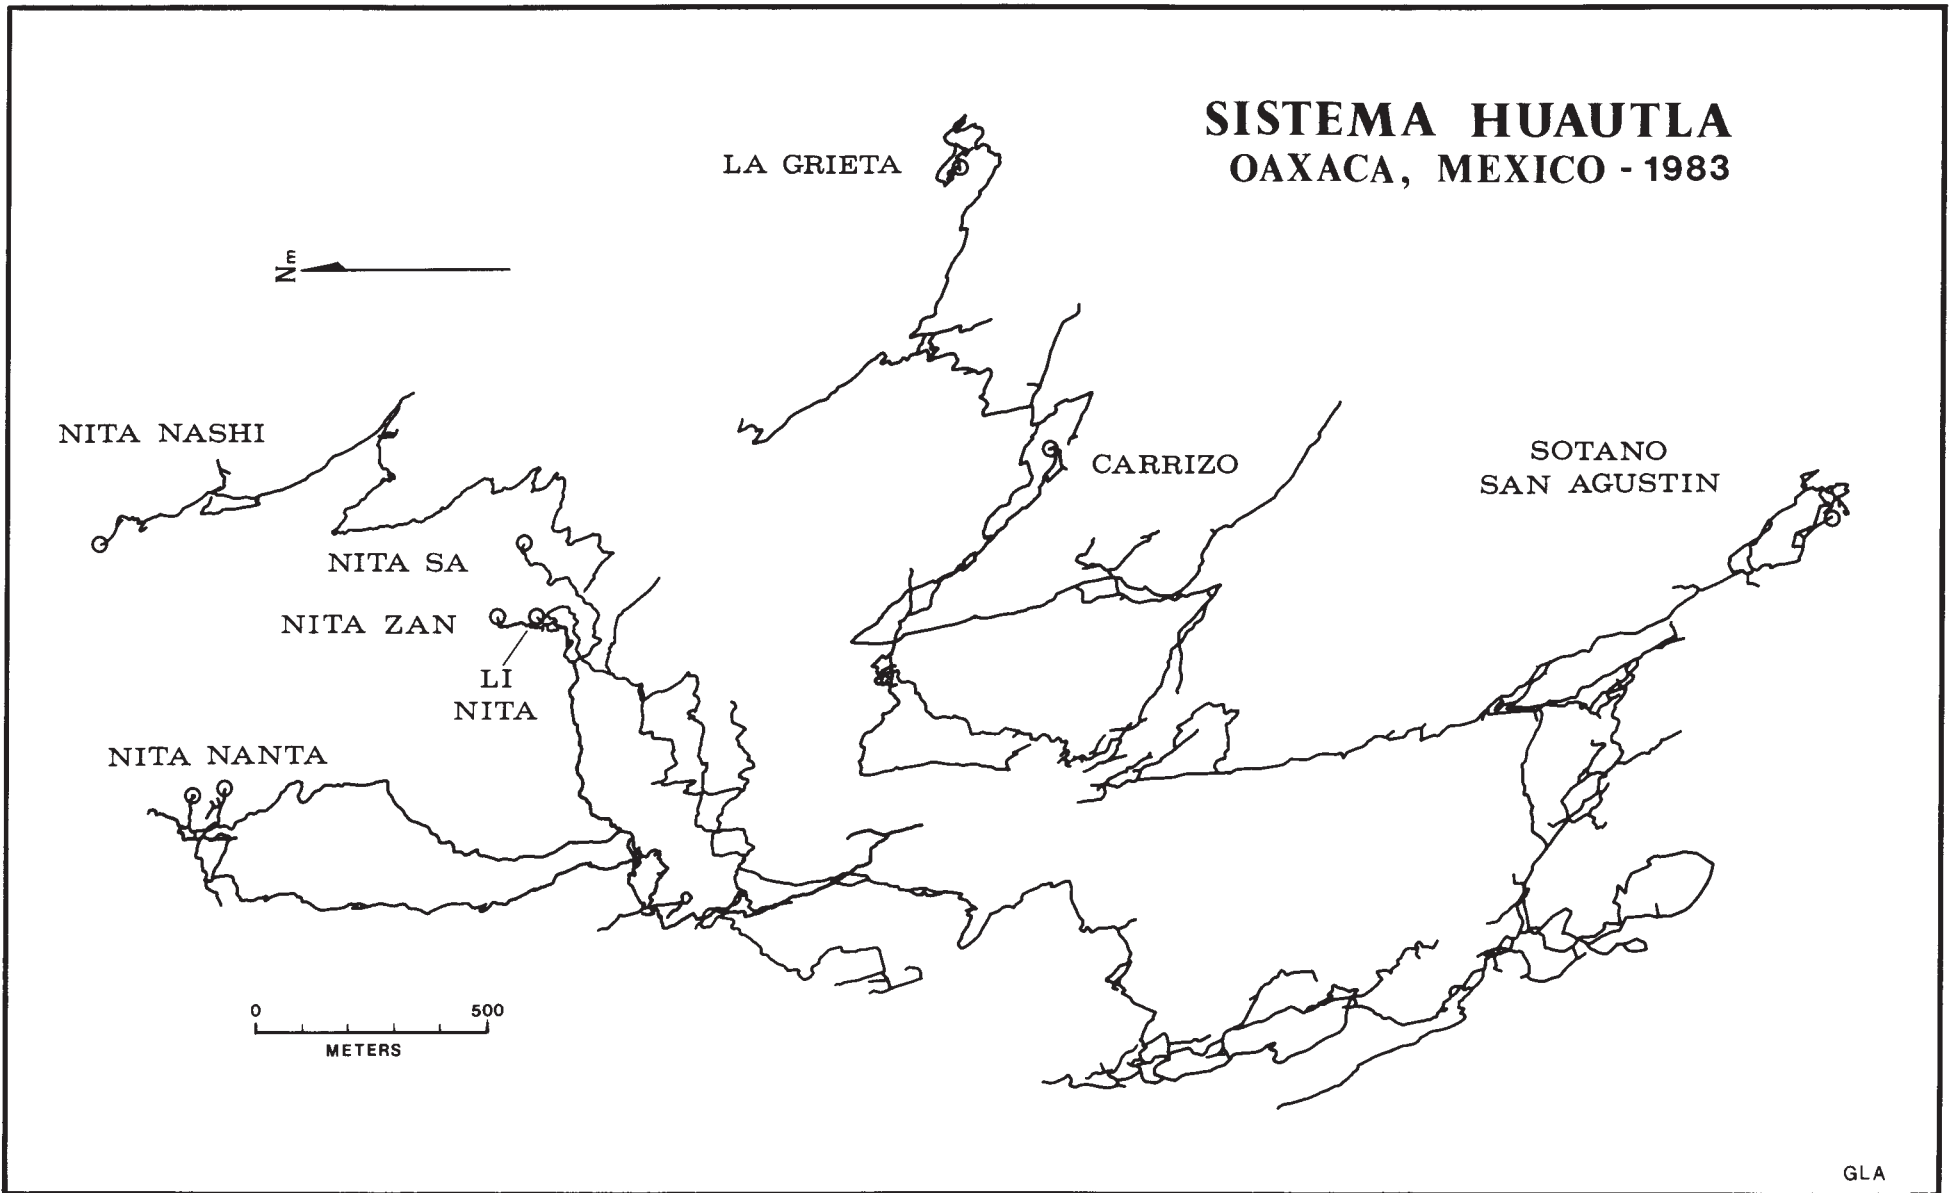 SISTEMA HUAUTLA
OAXACA, MEXICO - 1983
LA GRIETA
Nm
NITA NASHI
CARRIZO
SOTANO
SAN AGUSTIN
NITA SA
NITA ZAN
LI
NITA
NITA NANTA
0 500
METERS
GLA